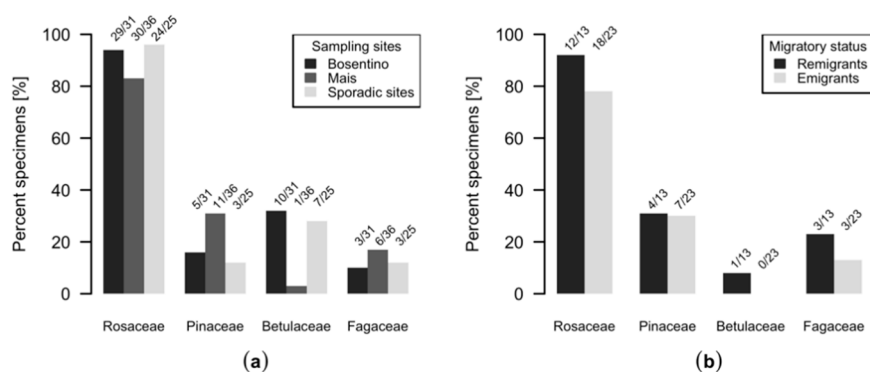 29/31 30/36 24/25
100
80
60
40
20
0
Percent specimens [%]
Sampling sites
Bosentino
Mais
Sporadic sites
5/31 11/36 3/25
10/31 1/36 7/25
3/31 6/36 3/25
Rosaceae Pinaceae Betulaceae Fagaceae
(a)
12/13 18/23
100
80
60
40
20
0
Percent specimens [%]
Migratory status
Remigrants
Emigrants
4/13 7/23
1/13 0/23
3/13 3/23
Rosaceae Pinaceae Betulaceae Fagaceae
(b)